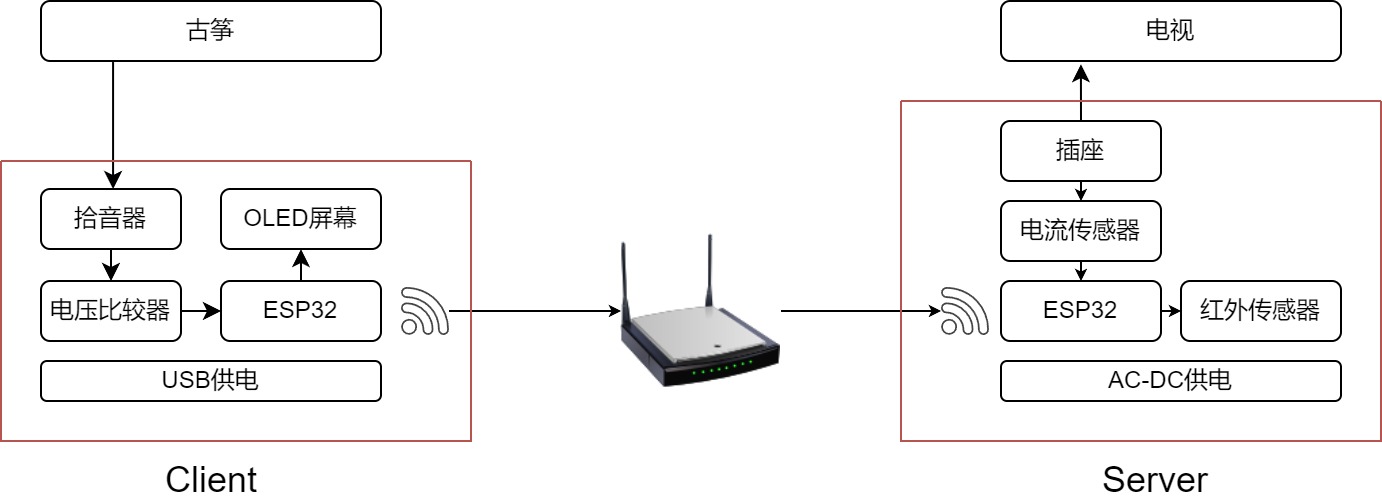 古筝
电视
插座
拾音器
OLED屏幕
电流传感器
电压比较器
ESP32
ESP32
红外传感器
USB供电
AC-DC供电
Client
Server